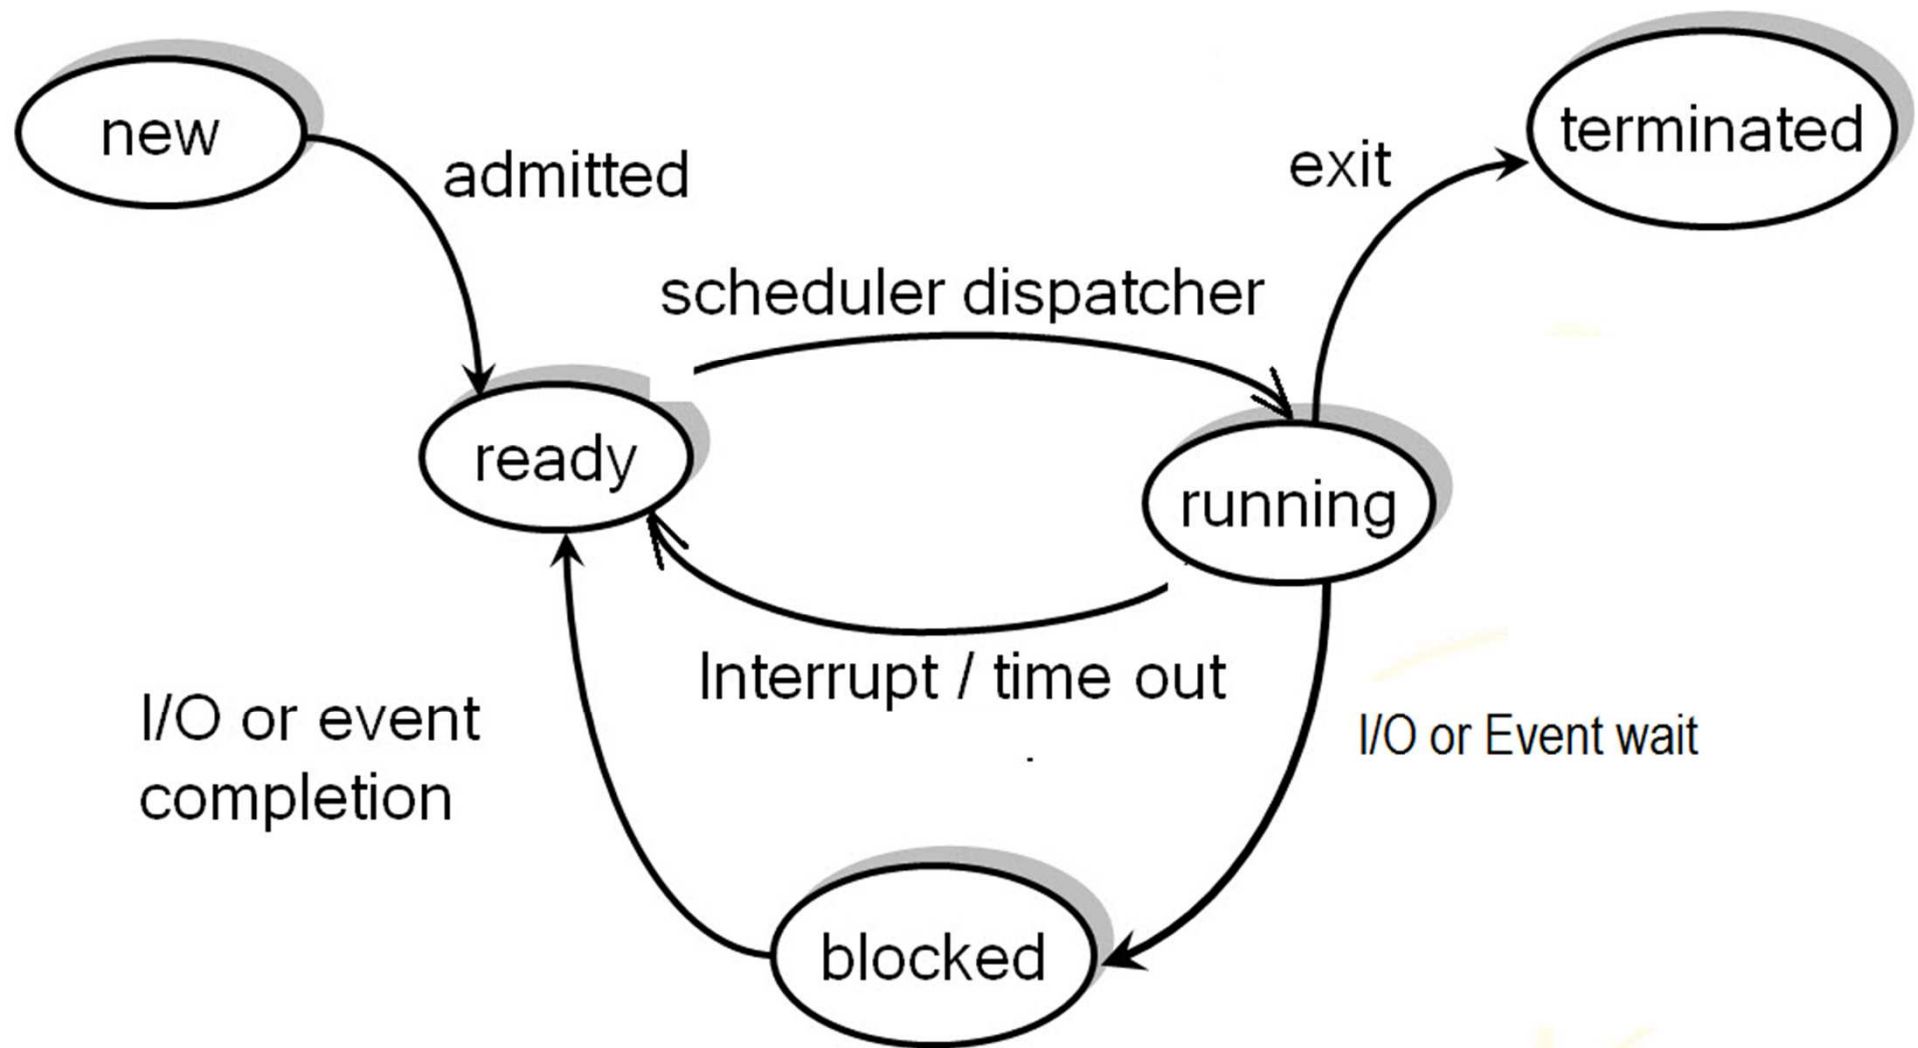 new
admitted
exit
terminated
scheduler dispatcher
ready
running
Interrupt / time out
I/O or event
completion
I/O or Event wait
blocked